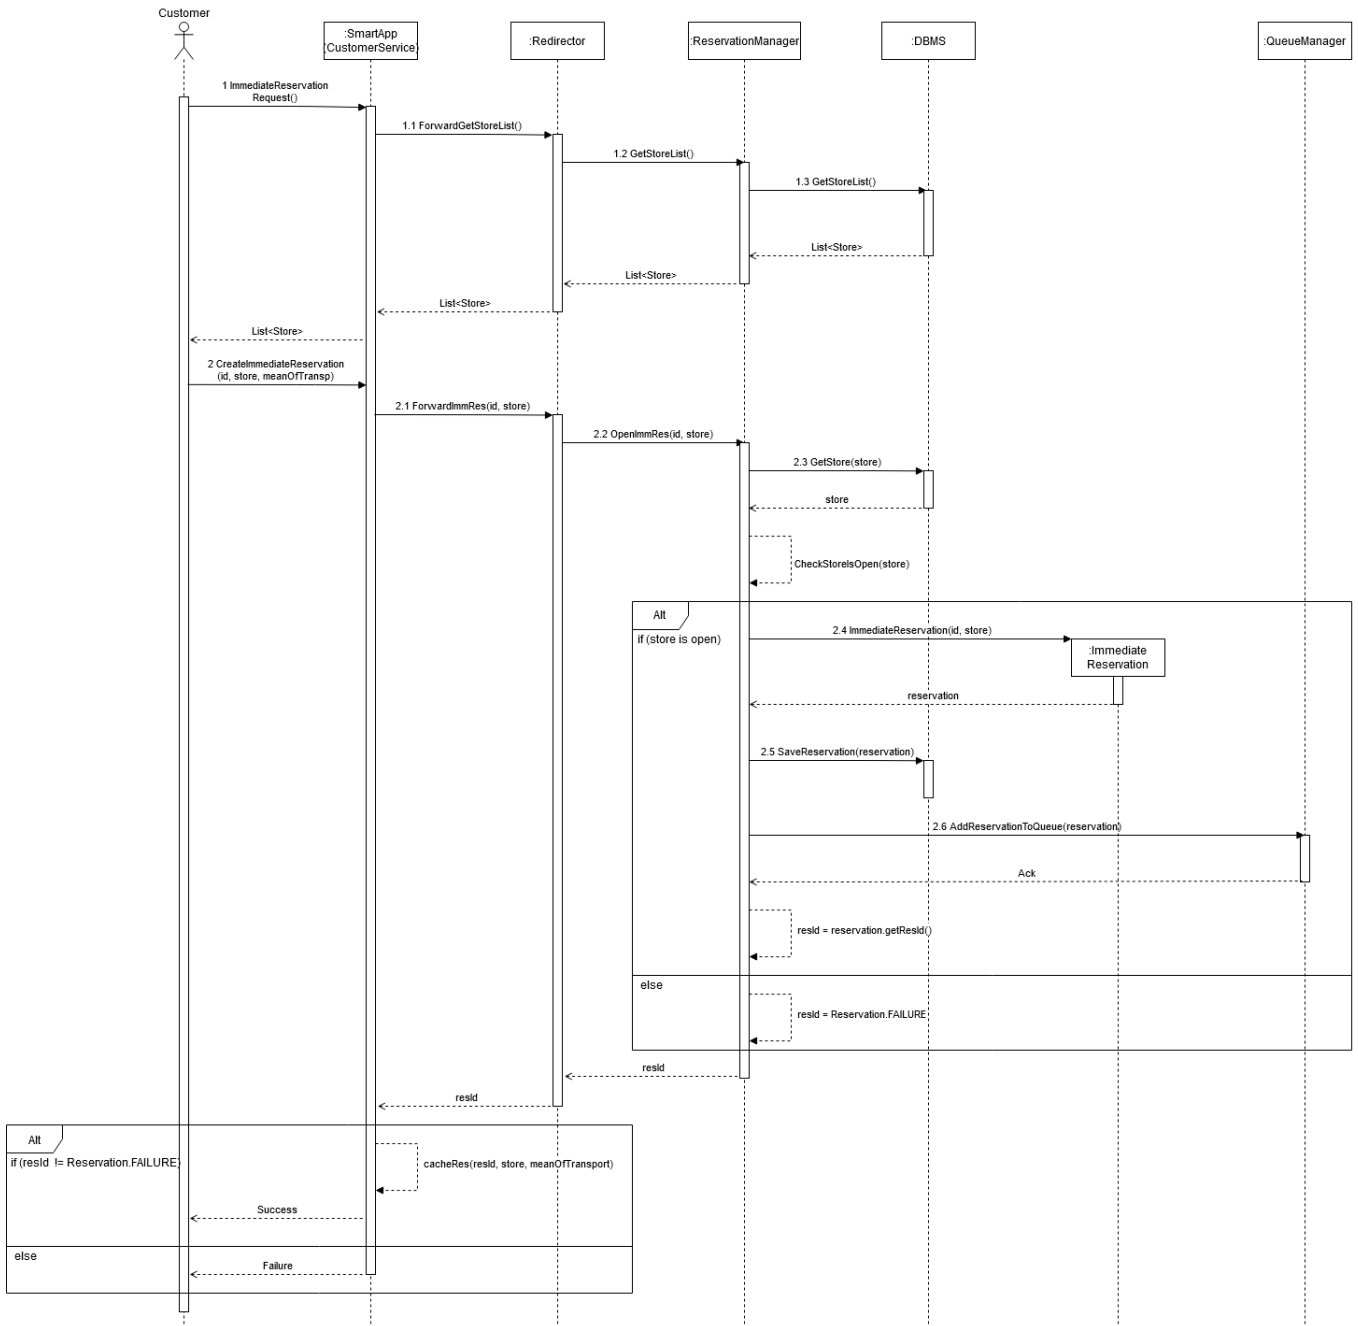 Customer
:SmartApp
(CustomerService)
:Redirector
:ReservationManager
:DBMS
:QueueManager
1 ImmediateReservation
Request()
1.1 ForwardGetStoreList()
1.2 GetStoreList()
1.3 GetStoreList()
List<Store>
List<Store>
List<Store>
List<Store>
2 CreateImmediateReservation
(id, store, meanOfTransp)
2.1 ForwardImmRes(id, store)
2.2 OpenImmRes(id, store)
2.3 GetStore(store)
store
CheckStoreIsOpen(store)
Alt
if (store is open)
2.4 ImmediateReservation(id, store)
:Immediate
Reservation
reservation
2.5 SaveReservation(reservation)
2.6 AddReservationToQueue(reservation)
Ack
resId = reservation.getResId()
else
resId = Reservation.FAILURE
resId
resId
Alt
if (resId != Reservation.FAILURE)
cacheRes(resId, store, meanOfTransport)
Success
else
Failure